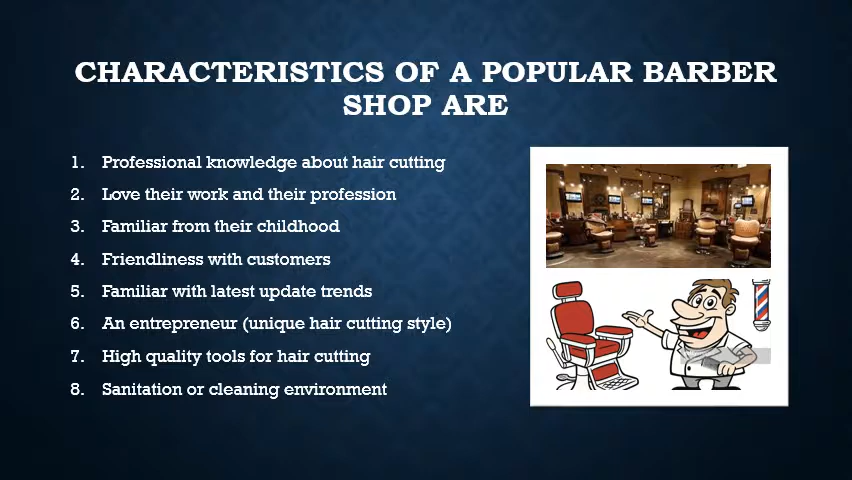 CHARACTERISTICS OF A POPULAR BARBER
SHOP ARE
1. Professional knowledge about hair cutting
2. Love their work and their profession
3. Familiar from their childhood
4. Friendliness with customers
5. Familiar with latest update trends
6. An entrepreneur (unique hair cutting style)
7. High quality tools for hair cutting
8. Sanitation or cleaning environment